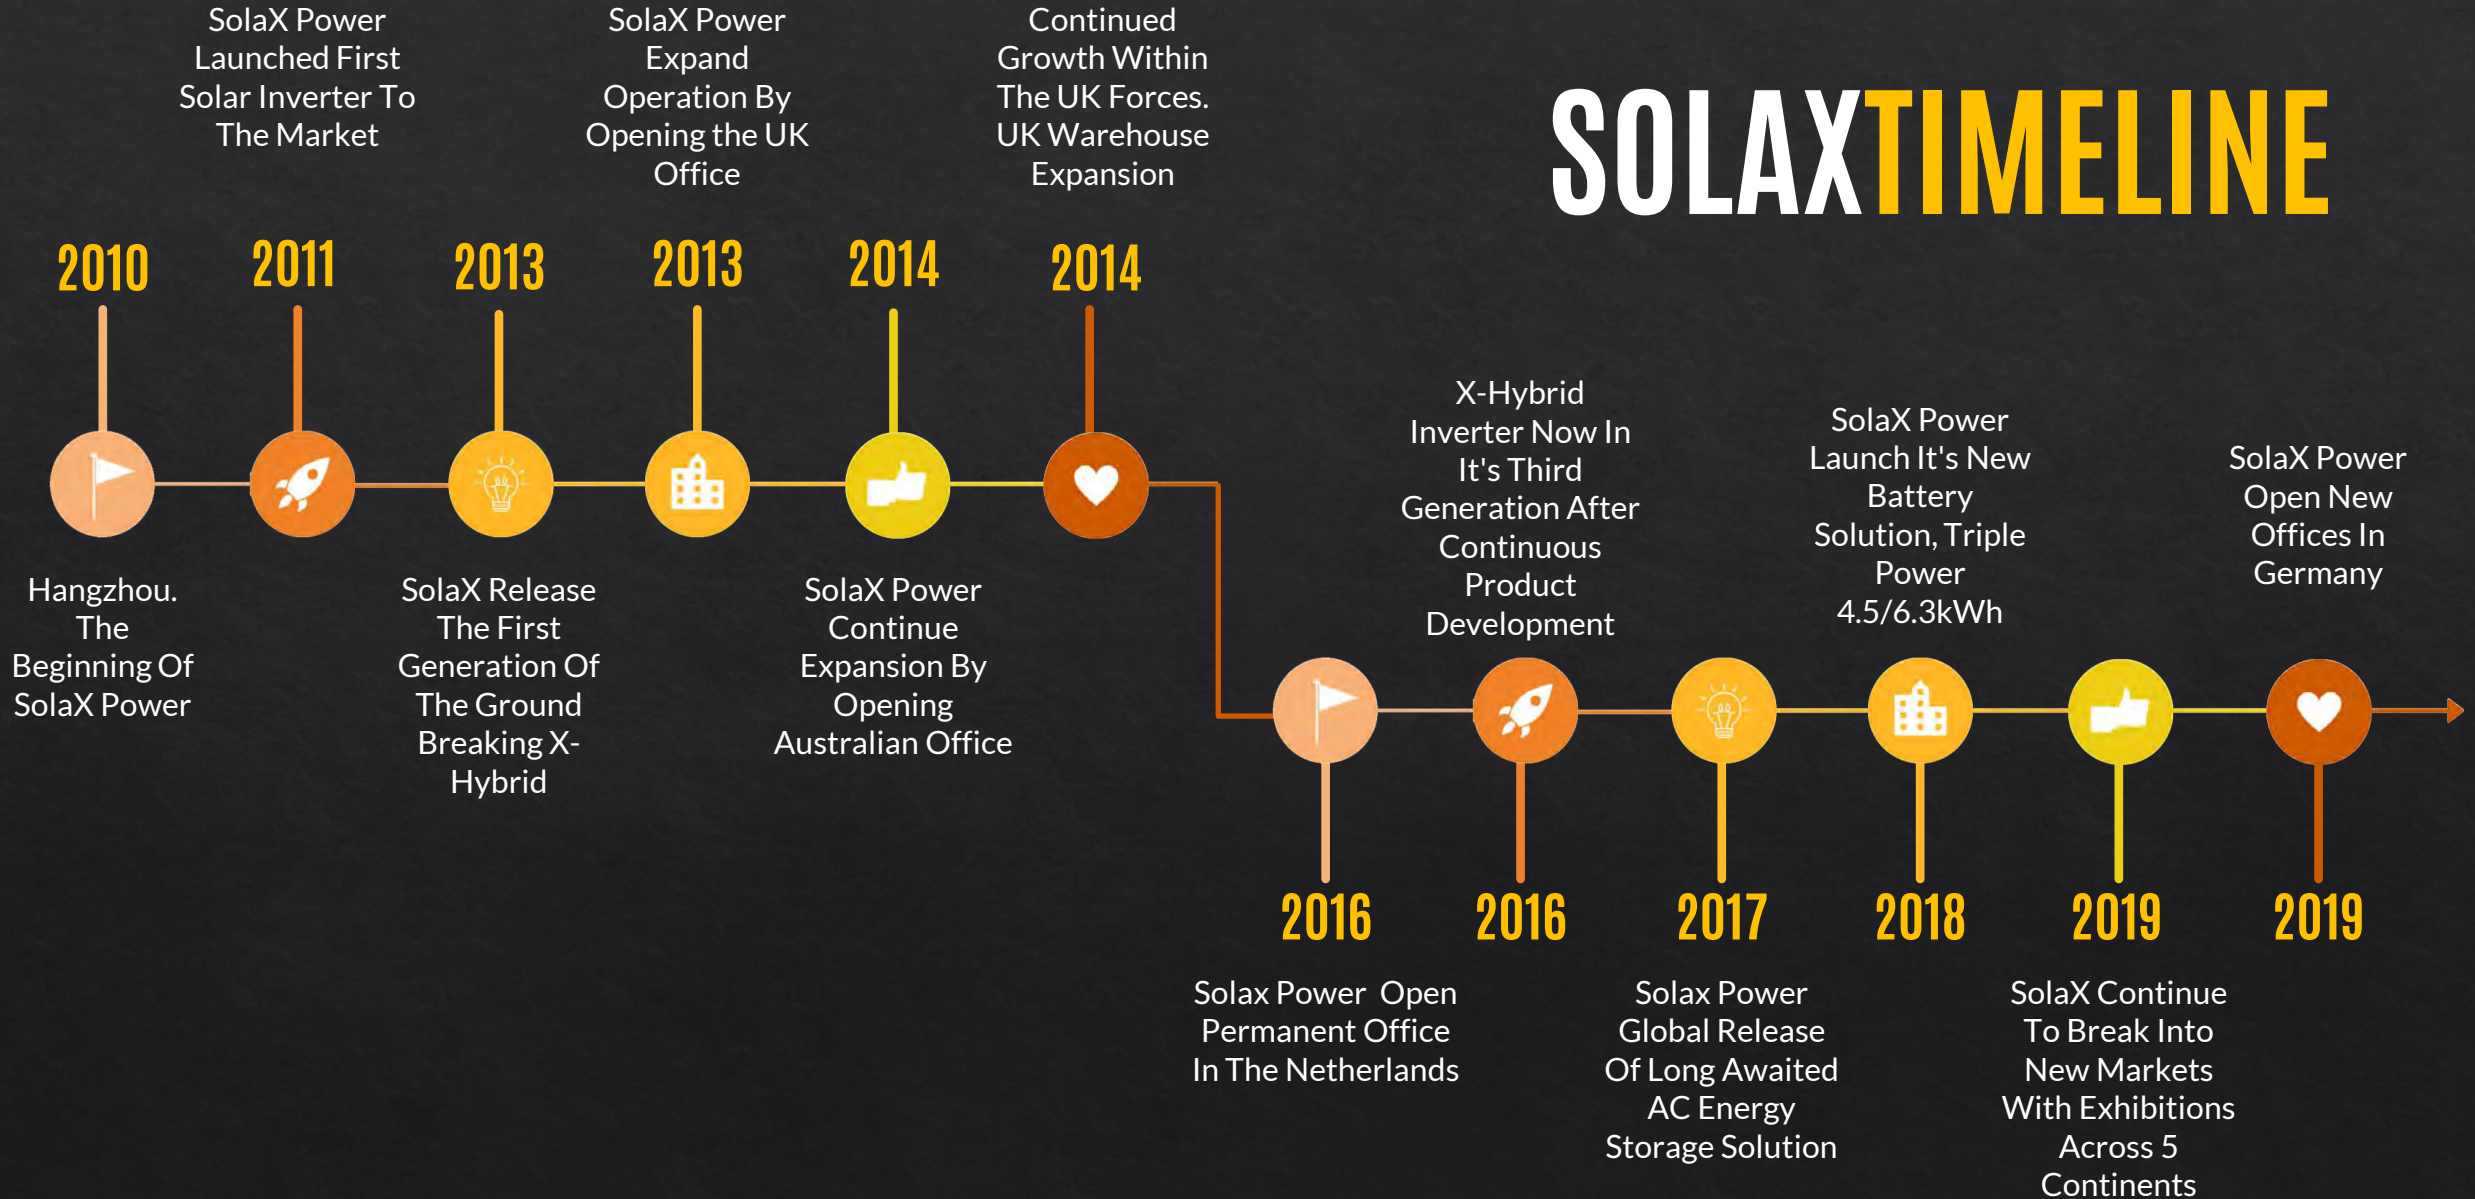 SOLAXTIMELINE
2010
Hangzhou.
The
Beginning Of
SolaX Power
SolaX Power
Launched First
Solar Inverter To
The Market
2011
2013
SolaX Release
The First
Generation Of
The Ground
Breaking X-
Hybrid
SolaX Power
Expand
Operation By
Opening the UK
Office
2013
2014
SolaX Power
Continue
Expansion By
Opening
Australian Office
Continued
Growth Within
The UK Forces.
UK Warehouse
Expansion
2014
2016
Solax Power  Open
Permanent Office
In The Netherlands
X-Hybrid
Inverter Now In
It's Third
Generation After
Continuous
Product
Development
2016
2017
Solax Power
Global Release
Of Long Awaited
AC Energy
Storage Solution
SolaX Power
Launch It's New
Battery
Solution, Triple
Power
4.5/6.3kWh
2018
2019
SolaX Continue
To Break Into
New Markets
With Exhibitions
Across 5
Continents
SolaX Power
Open New
Offices In
Germany
2019